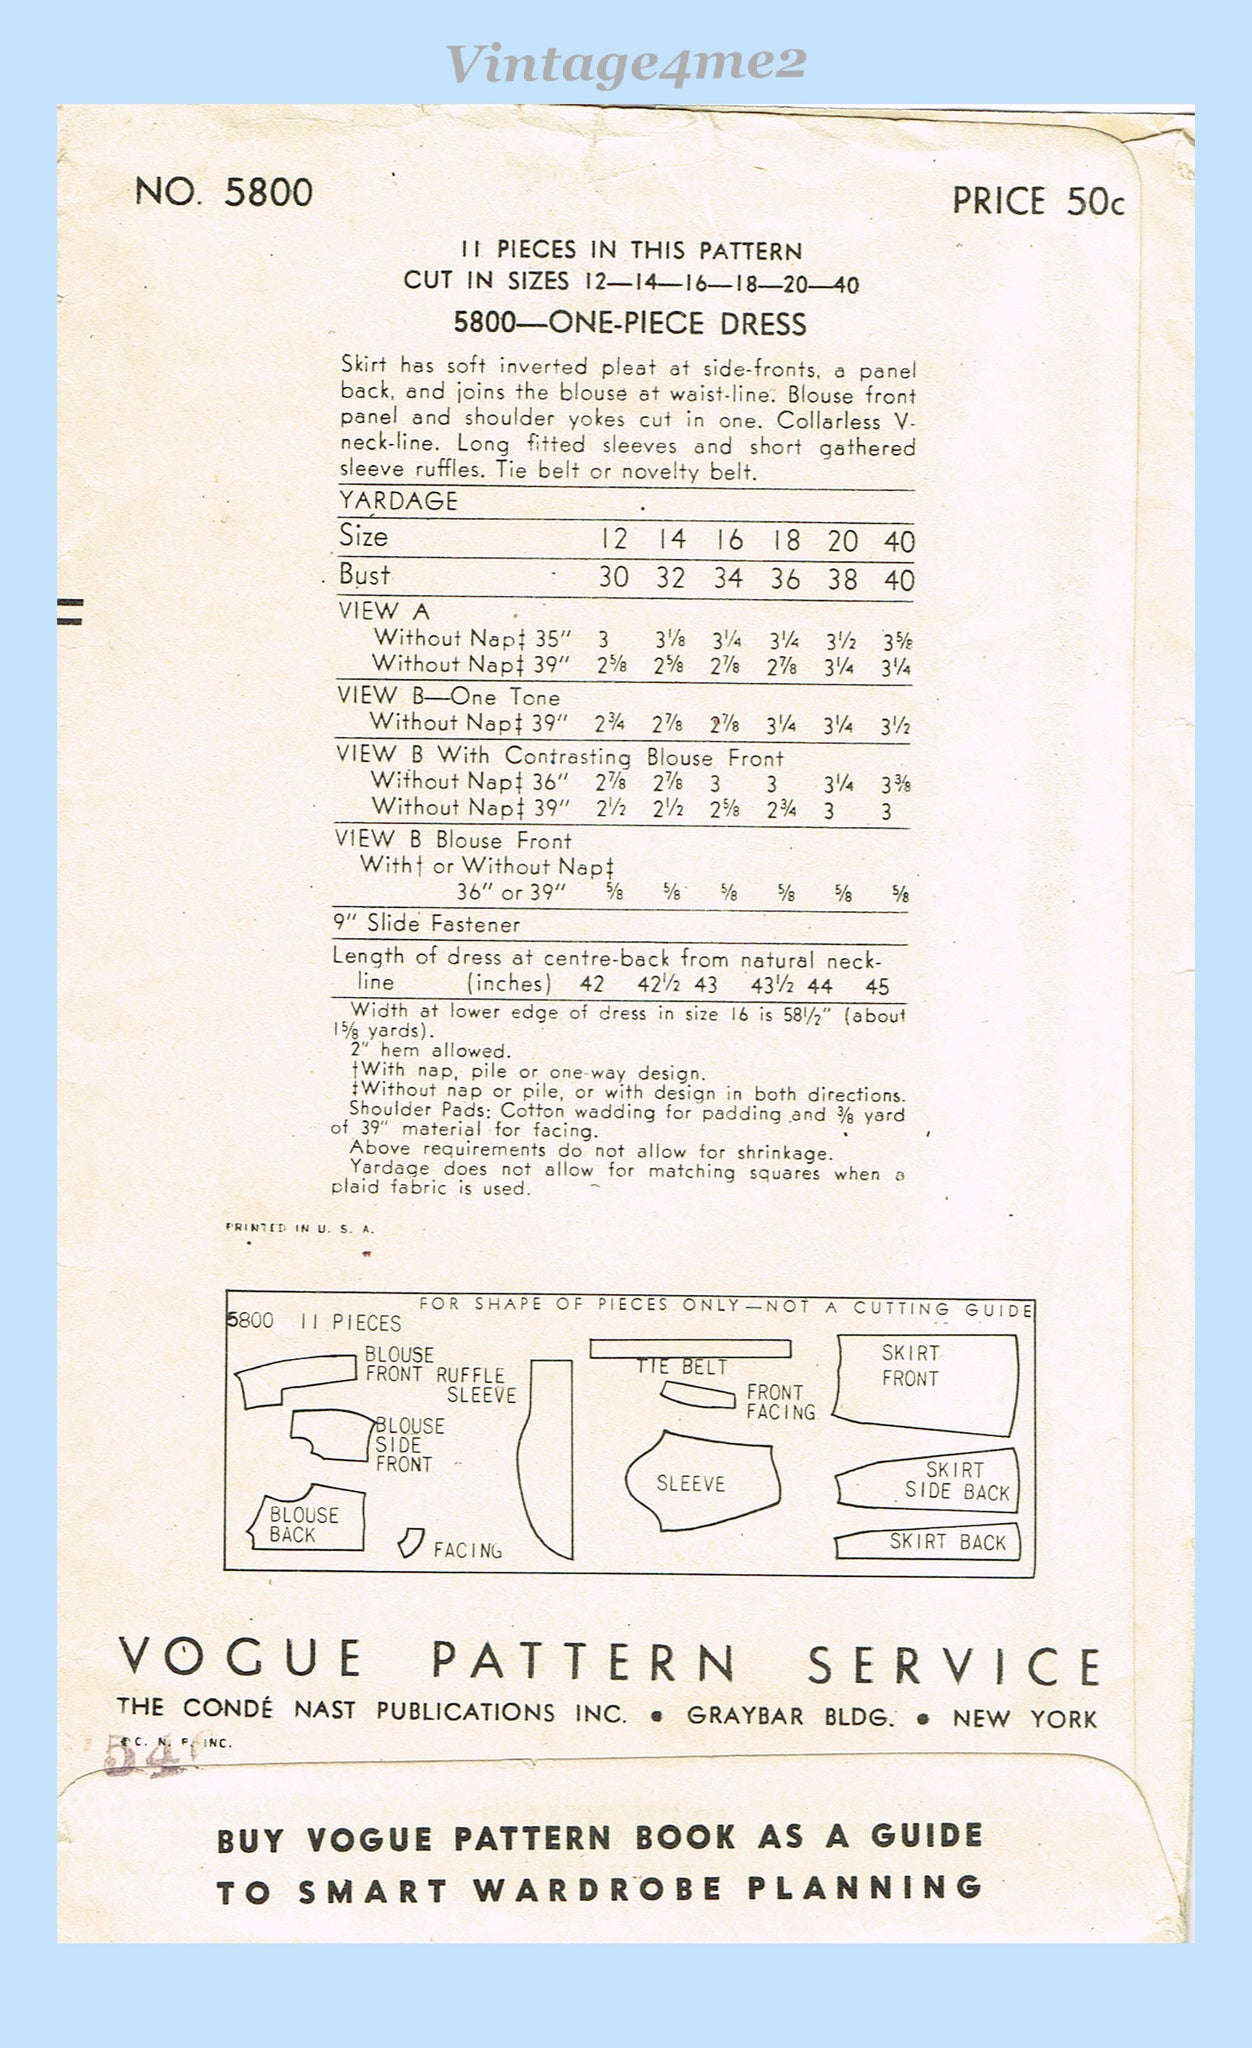 Vintage4me2
NO. 5800
PRICE 50c
11 PIECES IN THIS PATTERN
CUT IN SIZES 12—14—16—18—20—40
5800—ONE-PIECE DRESS
Skirt has soft inverted pleat at side-fronts, a panel
back, and joins the blouse at waist-line. Blouse front
panel and shoulder yokes cut in one. Collarless V-
neck-line. Long fitted sleeves and short gathered
sleeve ruffles. Tie belt or novelty belt.
YARDAGE
Size 12 14 16 18 20 40
Bust 30 32 34 36 38 40
VIEW A
Without Nap‡ 35" 3 3⅛ 3¼ 3¼ 3½ 3⅝
Without Nap‡ 39" 2⅝ 2⅝ 2⅞ 2⅞ 3¼ 3¼
VIEW B—One Tone
Without Nap‡ 39" 2¾ 2⅞ 2⅞ 3¼ 3¼ 3½
VIEW B With Contrasting Blouse Front
Without Nap‡ 36" 2⅞ 2⅞ 3 3 3¼ 3⅜
Without Nap‡ 39" 2½ 2½ 2⅝ 2¾ 3 3
VIEW B Blouse Front
With† or Without Nap‡
36" or 39" ⅝ ⅝ ⅝ ⅝ ⅝ ⅝
9" Slide Fastener
Length of dress at centre-back from natural neck-
line (inches) 42 42½ 43 43½ 44 45
Width at lower edge of dress in size 16 is 58½" (about
1⅝ yards).
2" hem allowed.
†With nap, pile or one-way design.
‡Without nap or pile, or with design in both directions.
Shoulder Pads: Cotton wadding for padding and ⅜ yard
of 39" material for facing.
Above requirements do not allow for shrinkage.
Yardage does not allow for matching squares when a
plaid fabric is used.
PRINTED IN U. S. A.
FOR SHAPE OF PIECES ONLY—NOT A CUTTING GUIDE
5800 11 PIECES
BLOUSE
FRONT
RUFFLE
SLEEVE
TIE BELT
FRONT
FACING
SKIRT
FRONT
BLOUSE
SIDE
FRONT
SLEEVE
SKIRT
SIDE BACK
BLOUSE
BACK
FACING
SKIRT BACK
VOGUE PATTERN SERVICE
THE CONDÉ NAST PUBLICATIONS INC. • GRAYBAR BLDG. • NEW YORK
C. N. P. INC.
54
BUY VOGUE PATTERN BOOK AS A GUIDE
TO SMART WARDROBE PLANNING